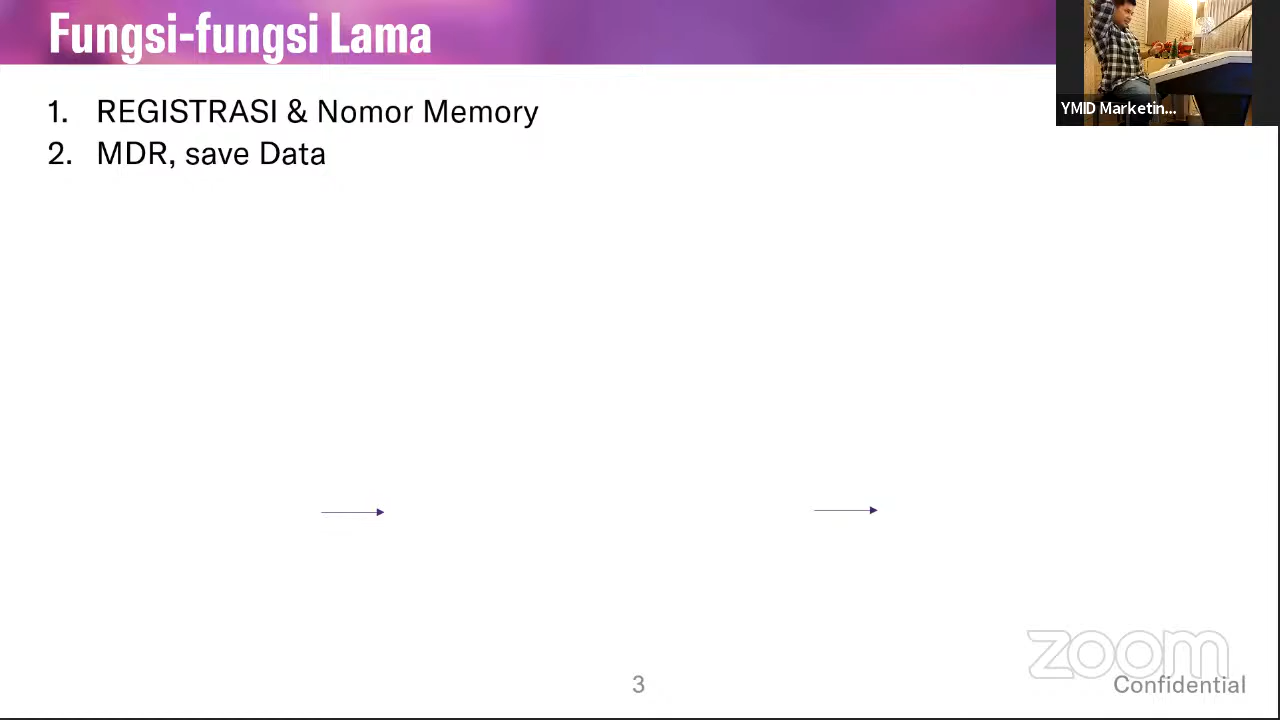 Fungsi-fungsi Lama
YMID Marketin...
1. REGISTRASI & Nomor Memory
2. MDR, save Data
zoom
3
Confidential